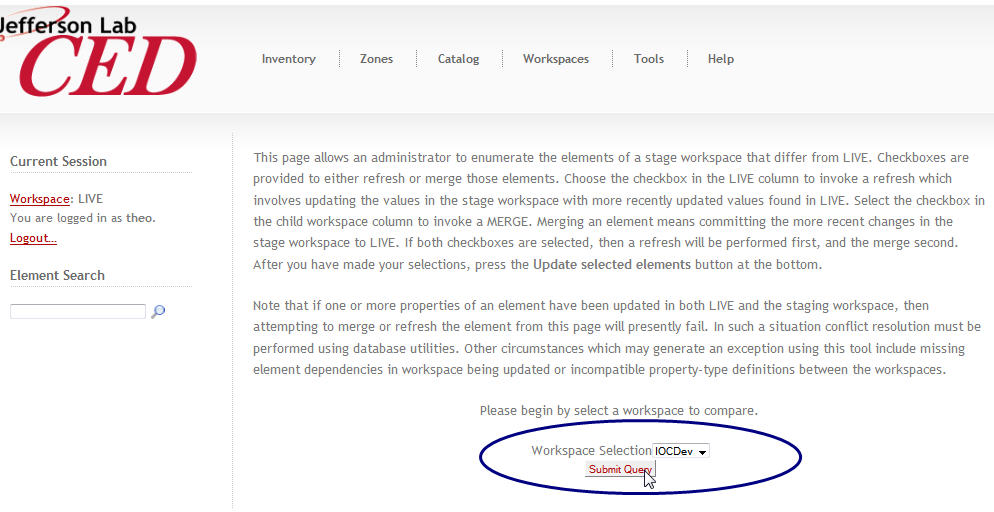 Jefferson Lab
CED
Inventory
Zones
Catalog
Workspaces
Tools
Help
Current Session
Workspace: LIVE
You are logged in as theo.
Logout...
Element Search
This page allows an administrator to enumerate the elements of a stage workspace that differ from LIVE. Checkboxes are
provided to either refresh or merge those elements. Choose the checkbox in the LIVE column to invoke a refresh which
involves updating the values in the stage workspace with more recently updated values found in LIVE. Select the checkbox in
the child workspace column to invoke a MERGE. Merging an element means committing the more recent changes in the
stage workspace to LIVE. If both checkboxes are selected, then a refresh will be performed first, and the merge second.
After you have made your selections, press the Update selected elements button at the bottom.
Note that if one or more properties of an element have been updated in both LIVE and the staging workspace, then
attempting to merge or refresh the element from this page will presently fail. In such a situation conflict resolution must be
performed using database utilities. Other circumstances which may generate an exception using this tool include missing
element dependencies in workspace being updated or incompatible property-type definitions between the workspaces.
Please begin by select a workspace to compare.
Workspace Selection IOCDev
Submit Query